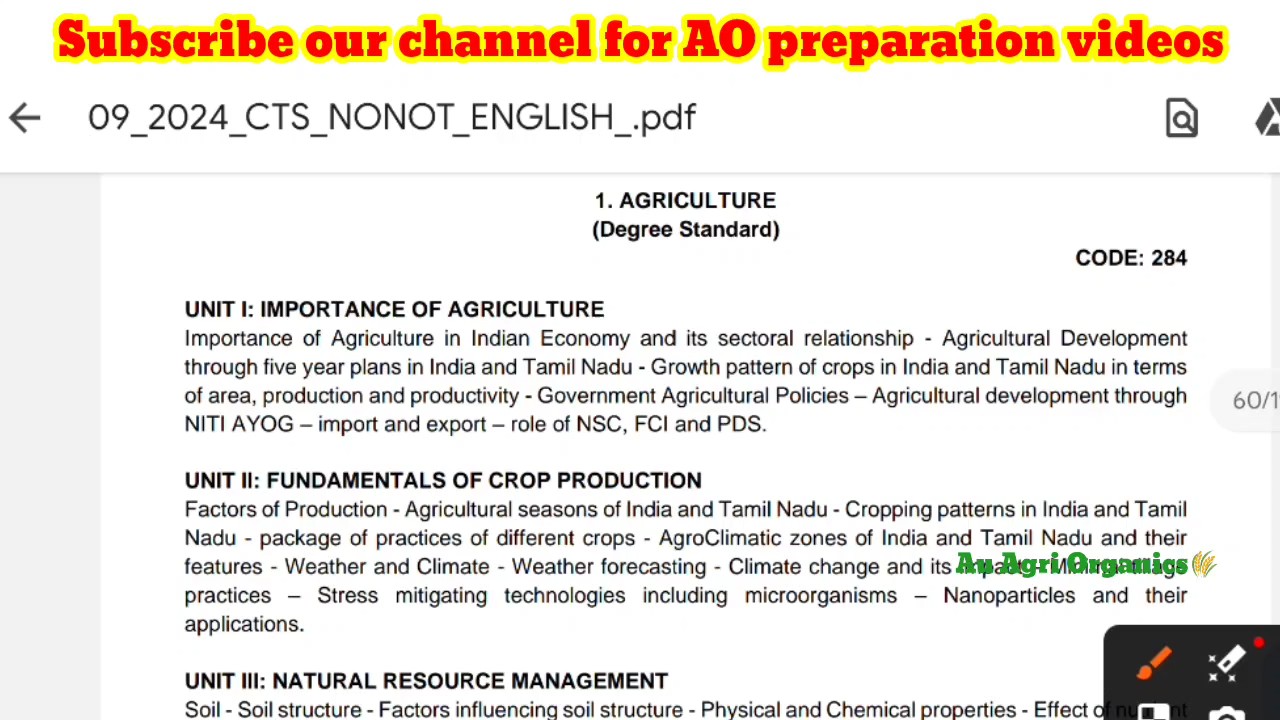 Subscribe our channel for AO preparation videos
09_2024_CTS_NONOT_ENGLISH_.pdf
1. AGRICULTURE
(Degree Standard)
CODE: 284
UNIT I: IMPORTANCE OF AGRICULTURE
Importance of Agriculture in Indian Economy and its sectoral relationship - Agricultural Development
through five year plans in India and Tamil Nadu - Growth pattern of crops in India and Tamil Nadu in terms
of area, production and productivity - Government Agricultural Policies – Agricultural development through
60/1
NITI AYOG – import and export – role of NSC, FCI and PDS.
UNIT II: FUNDAMENTALS OF CROP PRODUCTION
Factors of Production - Agricultural seasons of India and Tamil Nadu - Cropping patterns in India and Tamil
Nadu - package of practices of different crops - AgroClimatic zones of India and Tamil Nadu and their
features - Weather and Climate - Weather forecasting - Climate change and its
Au Agri Organics
practices – Stress mitigating technologies including microorganisms – Nanoparticles and their
applications.
UNIT III: NATURAL RESOURCE MANAGEMENT
Soil - Soil structure - Factors influencing soil structure - Physical and Chemical properties - Effect of